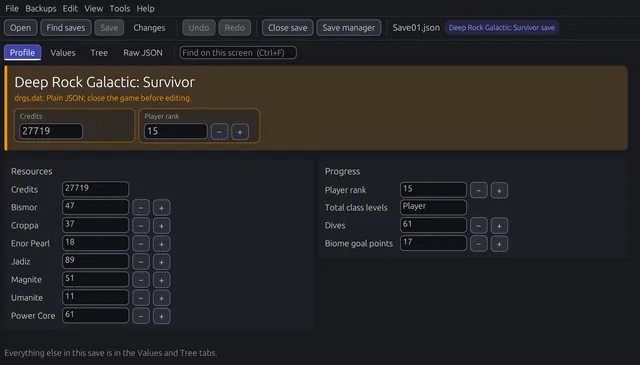 File Backups Edit View Tools Help
Open Find saves Save Changes Undo Redo Close save Save manager Save01.json Deep Rock Galactic: Survivor save
Profile Values Tree Raw JSON Find on this screen (Ctrl+F)
Deep Rock Galactic: Survivor
drgs.dat. Plain JSON; close the game before editing.
Credits Player rank
27719 15 − +
Resources
Credits 27719
Bismor 47 − +
Croppa 37 − +
Enor Pearl 18 − +
Jadiz 89 − +
Magnite 51 − +
Umanite 11 − +
Power Core 61 − +
Progress
Player rank 15 − +
Total class levels Player
Dives 61 − +
Biome goal points 17 − +
Everything else in this save is in the Values and Tree tabs.